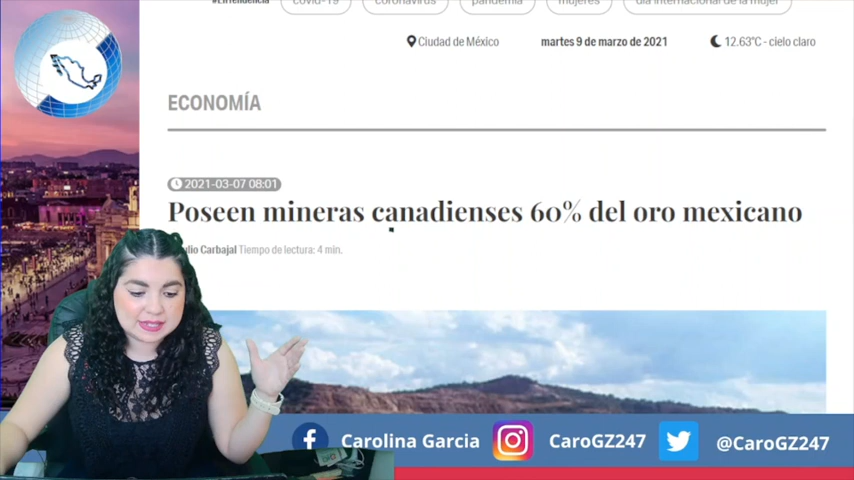 #EnTendencia covid-19 coronavirus pandemia mujeres día internacional de la mujer
Ciudad de México martes 9 de marzo de 2021 12.63°C - cielo claro
ECONOMÍA
2021-03-07 08:01
Poseen mineras canadienses 60% del oro mexicano
Carbajal Tiempo de lectura: 4 min.
Carolina Garcia CaroGZ247 @CaroGZ247